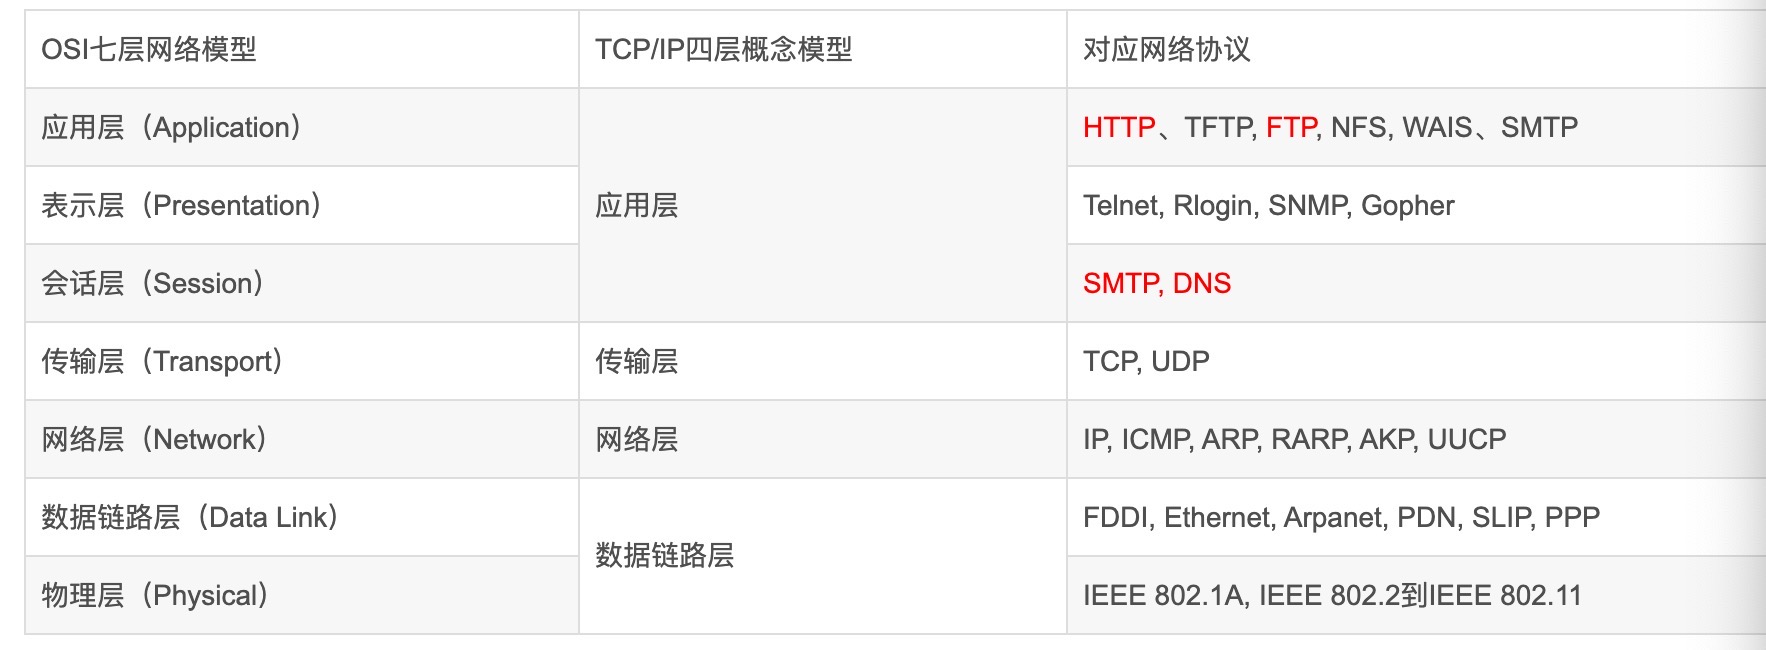 OSI七层网络模型 TCP/IP四层概念模型 对应网络协议
应用层（Application） HTTP、TFTP, FTP, NFS, WAIS、SMTP
表示层（Presentation） 应用层 Telnet, Rlogin, SNMP, Gopher
会话层（Session） SMTP, DNS
传输层（Transport） 传输层 TCP, UDP
网络层（Network） 网络层 IP, ICMP, ARP, RARP, AKP, UUCP
数据链路层（Data Link） FDDI, Ethernet, Arpanet, PDN, SLIP, PPP
数据链路层
物理层（Physical） IEEE 802.1A, IEEE 802.2到IEEE 802.11